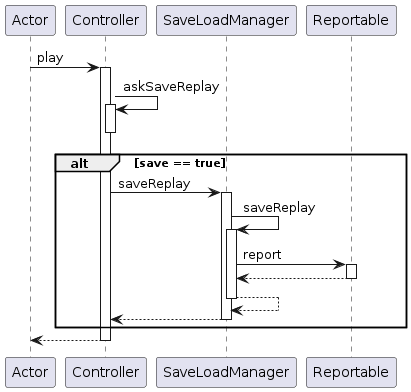 Actor Controller SaveLoadManager Reportable
play
askSaveReplay
alt [save == true]
saveReplay
saveReplay
report
Actor Controller SaveLoadManager Reportable